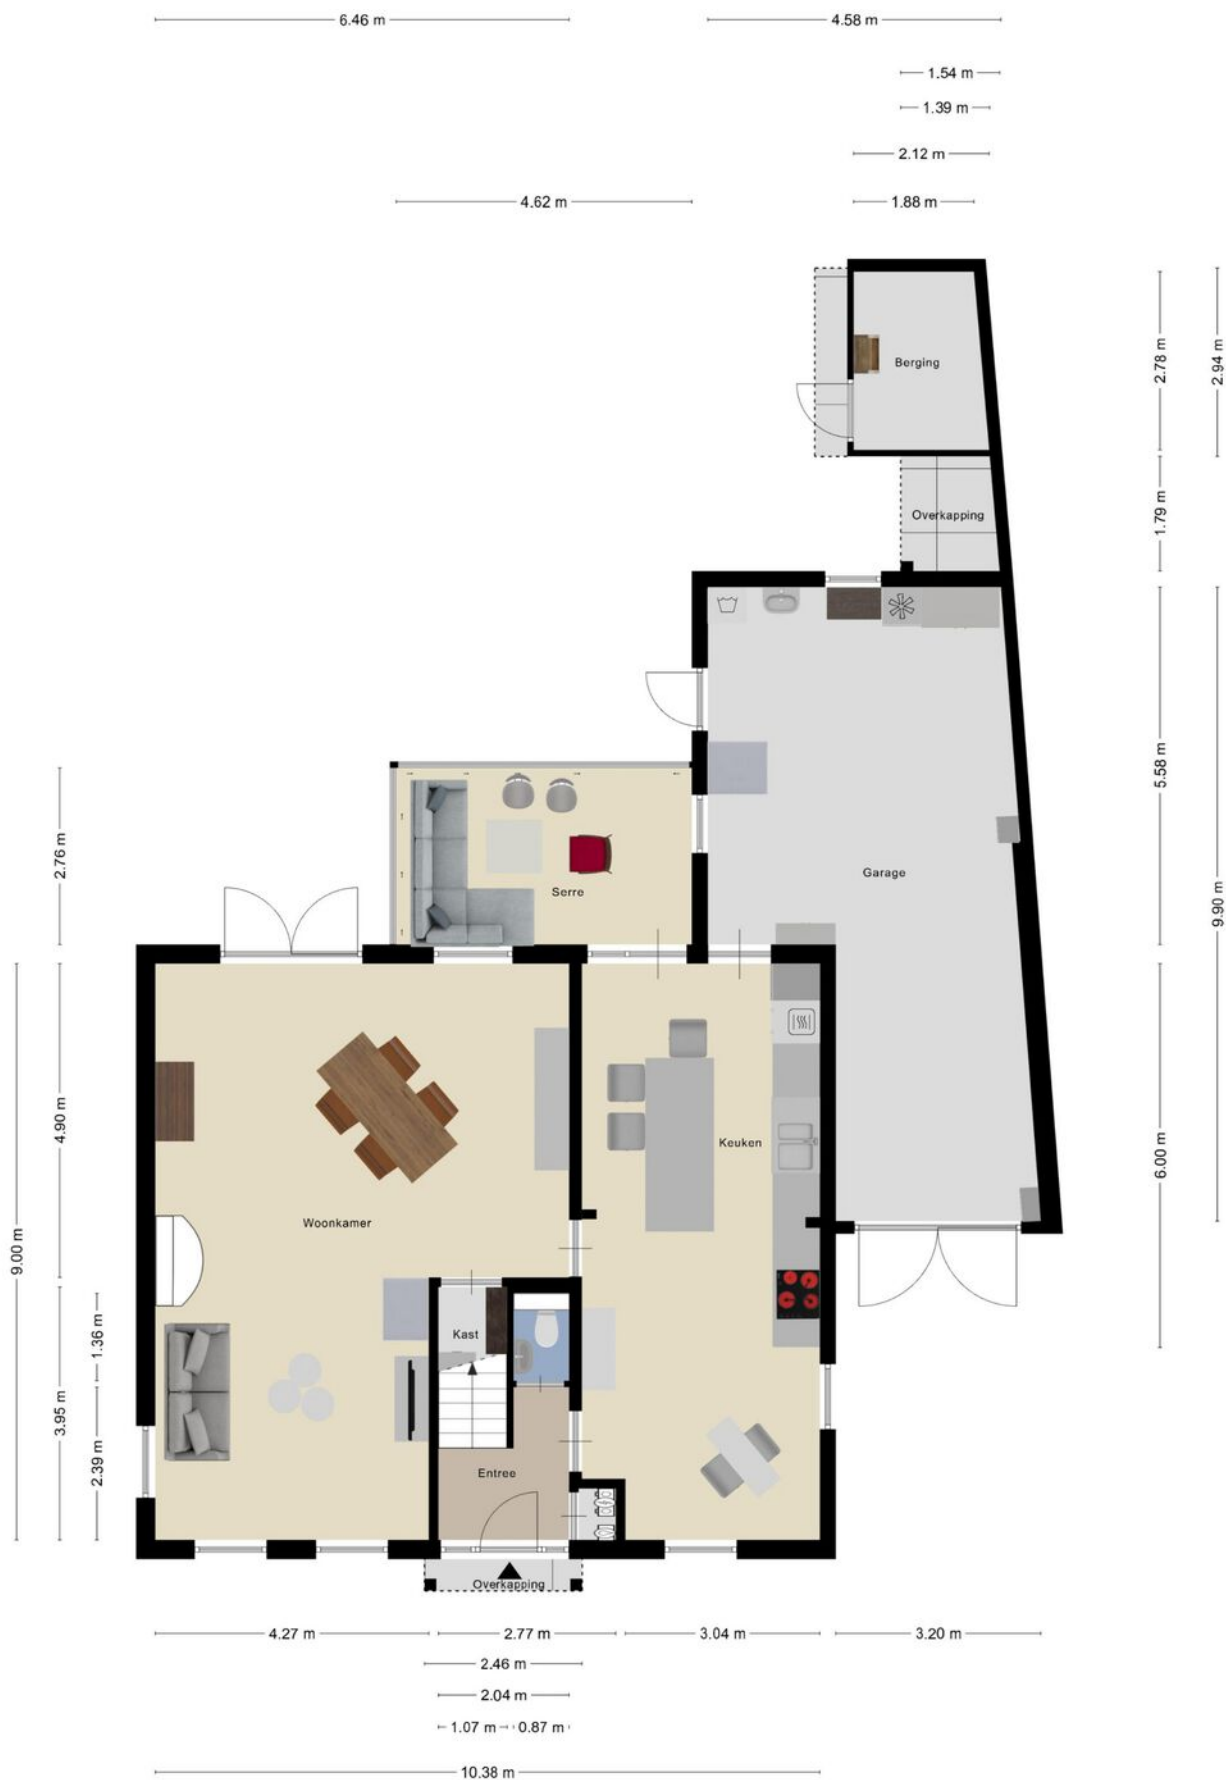 6.46 m
4.58 m
1.54 m
1.39 m
2.12 m
4.62 m
1.88 m
2.78 m
2.94 m
Berging
1.79 m
Overkapping
5.58 m
2.76 m
Garage
Serre
9.90 m
4.90 m
Keuken
6.00 m
Woonkamer
9.00 m
1.36 m
Kast
3.95 m
2.39 m
Entree
Overkapping
4.27 m
2.77 m
3.04 m
3.20 m
2.46 m
2.04 m
1.07 m
0.87 m
10.38 m